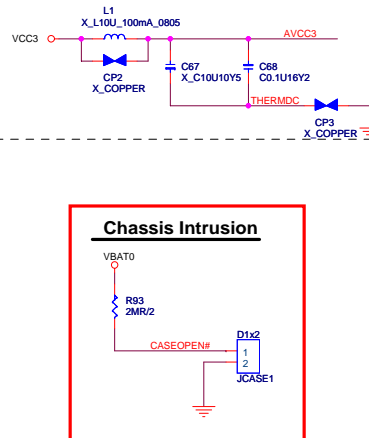 L1
X_L10U_100mA_0805
VCC3
AVCC3
CP2
X_COPPER
C67
X_C10U10Y5
C68
C0.1U16Y2
THERMDC
CP3
X_COPPER
Chassis Intrusion
VBAT0
R93
2MR/2
CASEOPEN#
D1x2
1
2
JCASE1